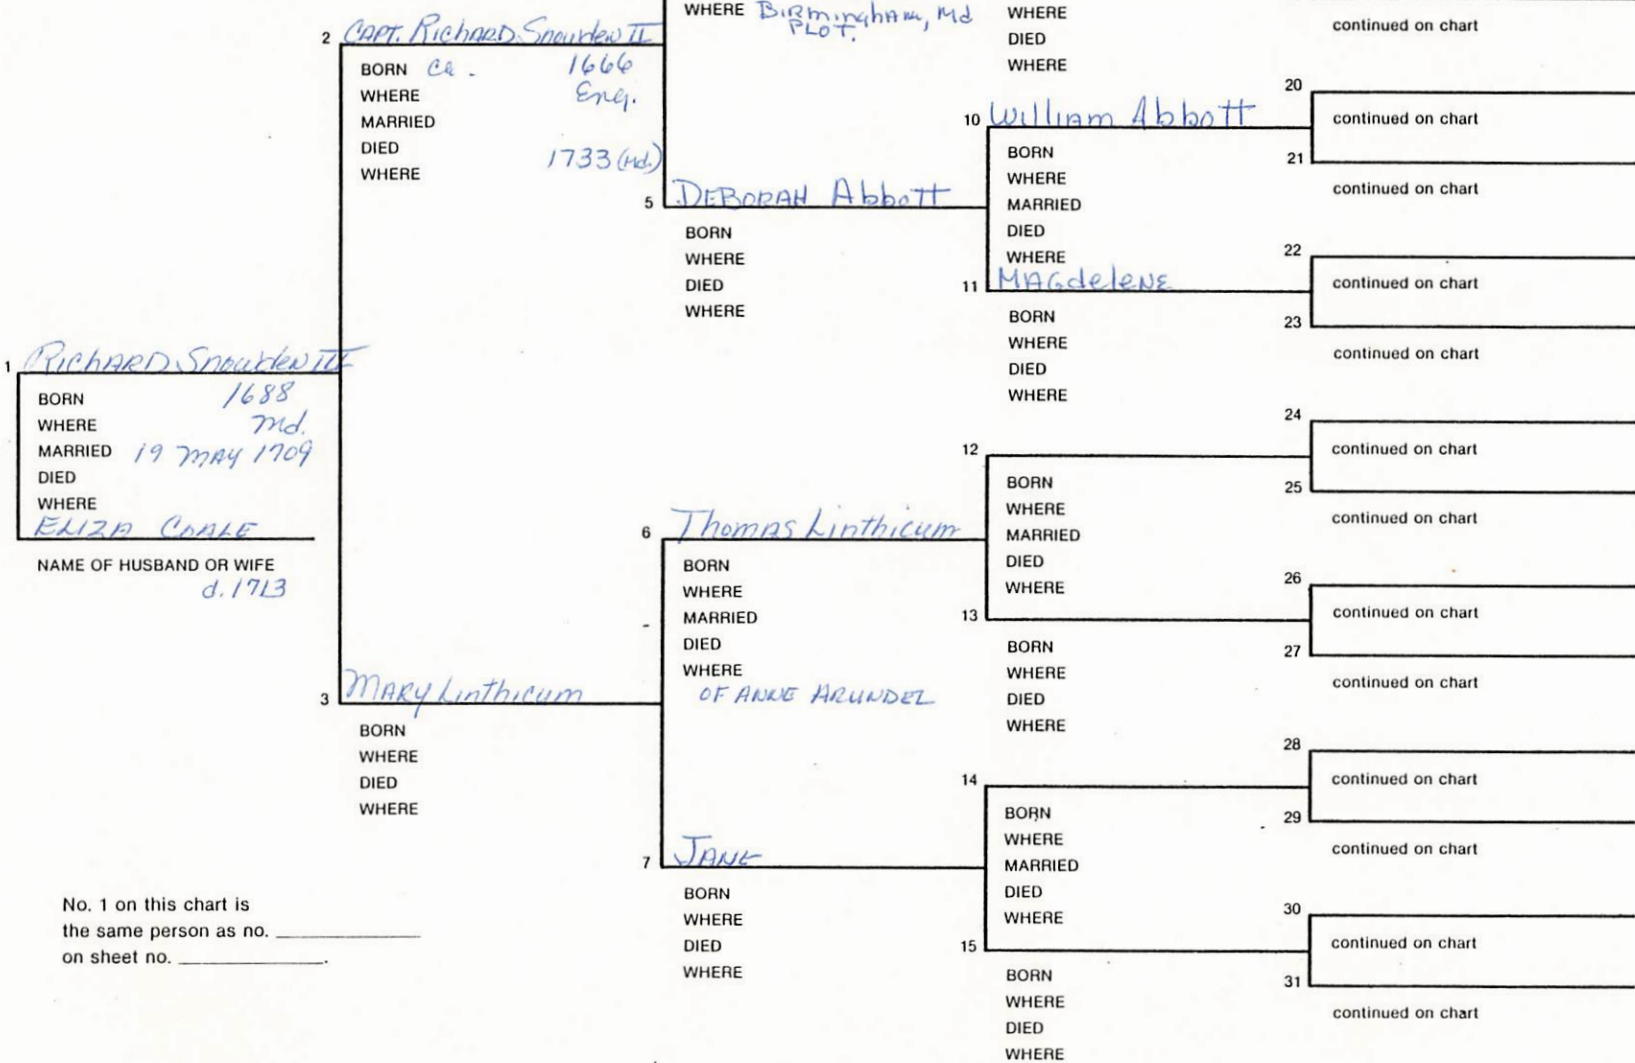 WHERE Birmingham, Md
PLOT.
WHERE
DIED
WHERE
continued on chart
2 CAPT. RichARD Snowden II
BORN Ca. 1666
WHERE Eng.
MARRIED
DIED 1733 (Md.)
WHERE
5 DEBORAH Abbott
BORN
WHERE
DIED
WHERE
10 William Abbott
BORN
WHERE
MARRIED
DIED
WHERE
11 MAGdeleNE
BORN
WHERE
DIED
WHERE
20
continued on chart
21
continued on chart
22
continued on chart
23
continued on chart
1 RichARD Snowden III
BORN 1688
WHERE Md.
MARRIED 19 MAY 1709
DIED
WHERE
ELIZA COALE
NAME OF HUSBAND OR WIFE
d. 1713
3 MARY Linthicum
BORN
WHERE
DIED
WHERE
6 Thomas Linthicum
BORN
WHERE
MARRIED
DIED
WHERE
OF ANNE ARUNDEL
7 JANE
BORN
WHERE
DIED
WHERE
12
BORN
WHERE
MARRIED
DIED
WHERE
13
BORN
WHERE
DIED
WHERE
14
BORN
WHERE
MARRIED
DIED
WHERE
15
BORN
WHERE
DIED
WHERE
24
continued on chart
25
continued on chart
26
continued on chart
27
continued on chart
28
continued on chart
29
continued on chart
30
continued on chart
31
continued on chart
No. 1 on this chart is
the same person as no. ____________
on sheet no. ____________.